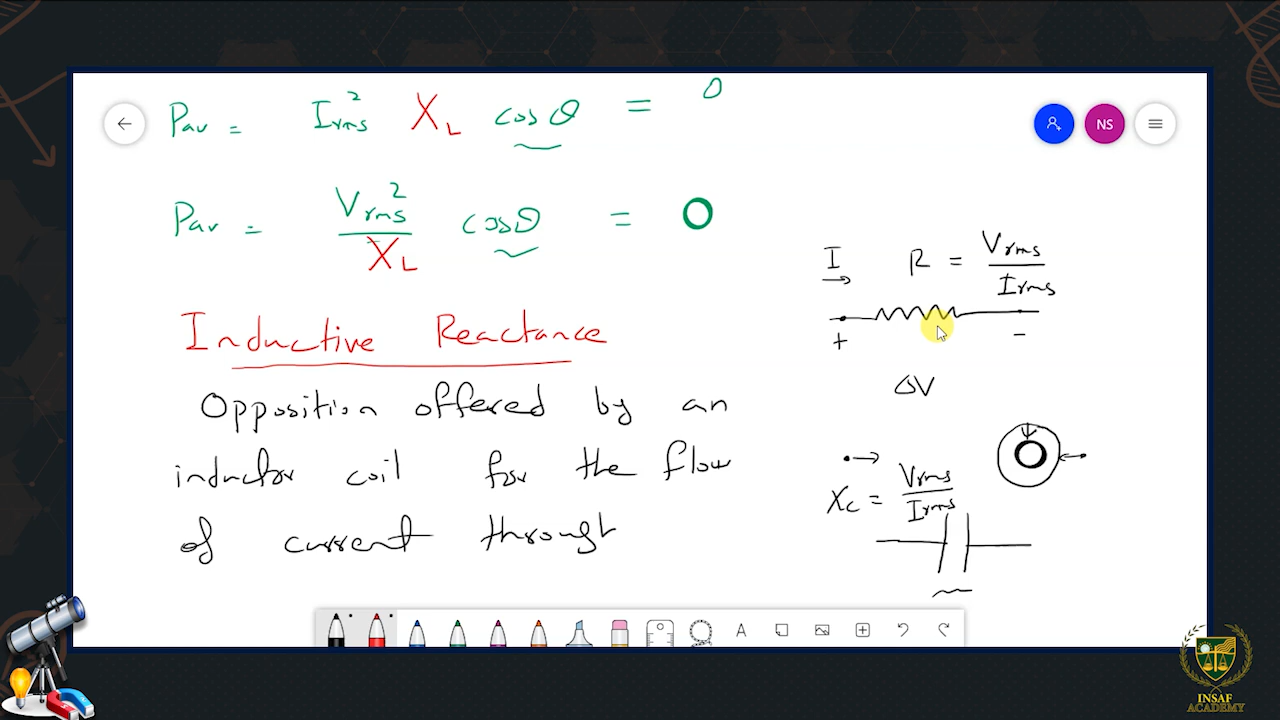 Pav = Irms² XL cosθ = 0
Pav = Vrms² / XL cosθ = 0
Inductive Reactance
Opposition offered by an
inductor coil for the flow
of current through
NS
I R = Vrms / Irms
+ -
ΔV
Xc = Vrms / Irms
A
INSAF
ACADEMY